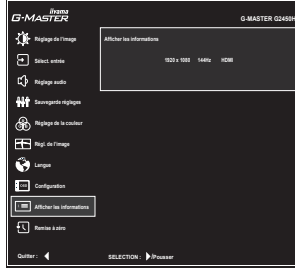 iiyama
G-MASTER
G-MASTER G2450H
Réglage de l'image
Afficher les informations
1920 x 1080 144Hz HDMI
Sélect. entrée
Réglage audio
Sauvegarde réglages
Réglage de la couleur
Régl. de l'image
Langue
OSD
Configuration
Afficher les informations
Remise à zéro
Quitter :
SELECTION : /Pousser